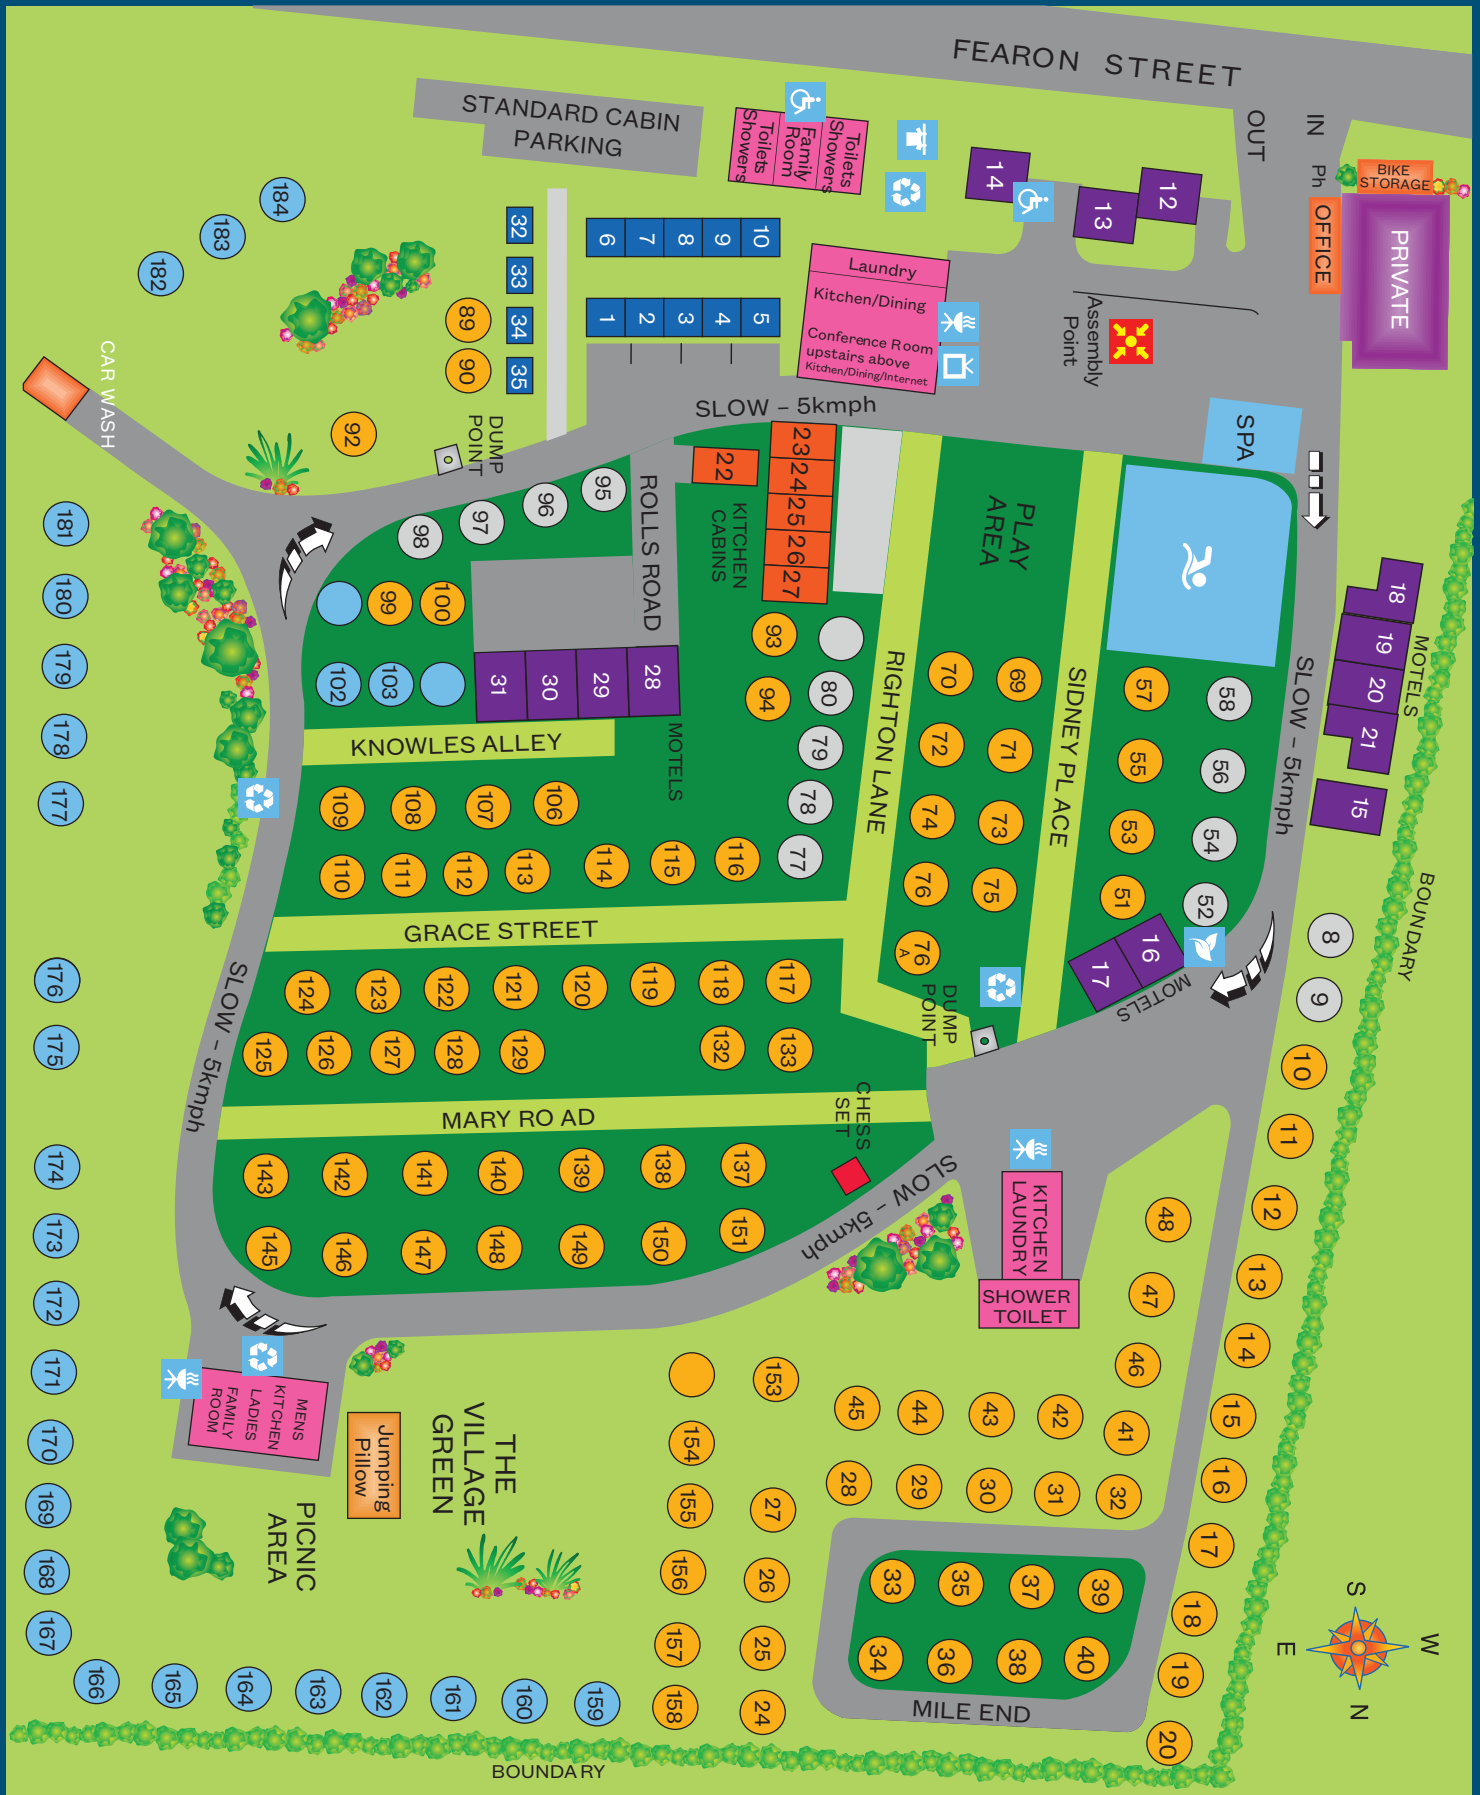 FEARON STREET
STANDARD CABIN
PARKING
Toilets
Showers
Family
Room
Toilets
Showers
OUT
IN
Ph
BIKE
STORAGE
OFFICE
PRIVATE
14
13
12
184
183
182
32
33
34
35
6
7
8
9
10
1
2
3
4
5
89
90
92
Laundry
Kitchen/Dining
Conference Room
upstairs above
Kitchen/Dining/Internet
Assembly
Point
CAR WASH
DUMP
POINT
SLOW – 5kmph
SPA
22
23
24
25
26
27
KITCHEN
CABINS
ROLLS ROAD
95
96
97
98
PLAY
AREA
99
100
102
103
31
30
29
28
MOTELS
KNOWLES ALLEY
93
94
80
79
78
77
RIGHTON LANE
70
69
72
71
74
73
76
75
76
A
SIDNEY PL ACE
57
58
55
56
53
54
51
52
SLOW – 5kmph
18
19
20
21
MOTELS
15
16
17
MOTELS
BOUNDARY
181
180
179
178
177
176
175
174
173
172
171
170
169
168
167
166
165
164
163
162
161
160
159
109
108
107
106
110
111
112
113
114
115
116
GRACE STREET
124
123
122
121
120
119
118
117
125
126
127
128
129
132
133
DUMP
POINT
SLOW – 5kmph
MARY RO AD
CHESS
SET
143
142
141
140
139
138
137
145
146
147
148
149
150
151
SLOW – 5kmph
KITCHEN
LAUNDRY
SHOWER
TOILET
8
9
10
11
12
13
14
15
16
17
18
19
20
48
47
46
45
44
43
42
41
28
29
30
31
32
33
35
37
39
34
36
38
40
MILE END
153
154
155
156
157
158
27
26
25
24
MENS
KITCHEN
LADIES
FAMILY
ROOM
Jumping
Pillow
THE
VILLAGE
GREEN
PICNIC
AREA
S
W
E
N
BOUNDA RY